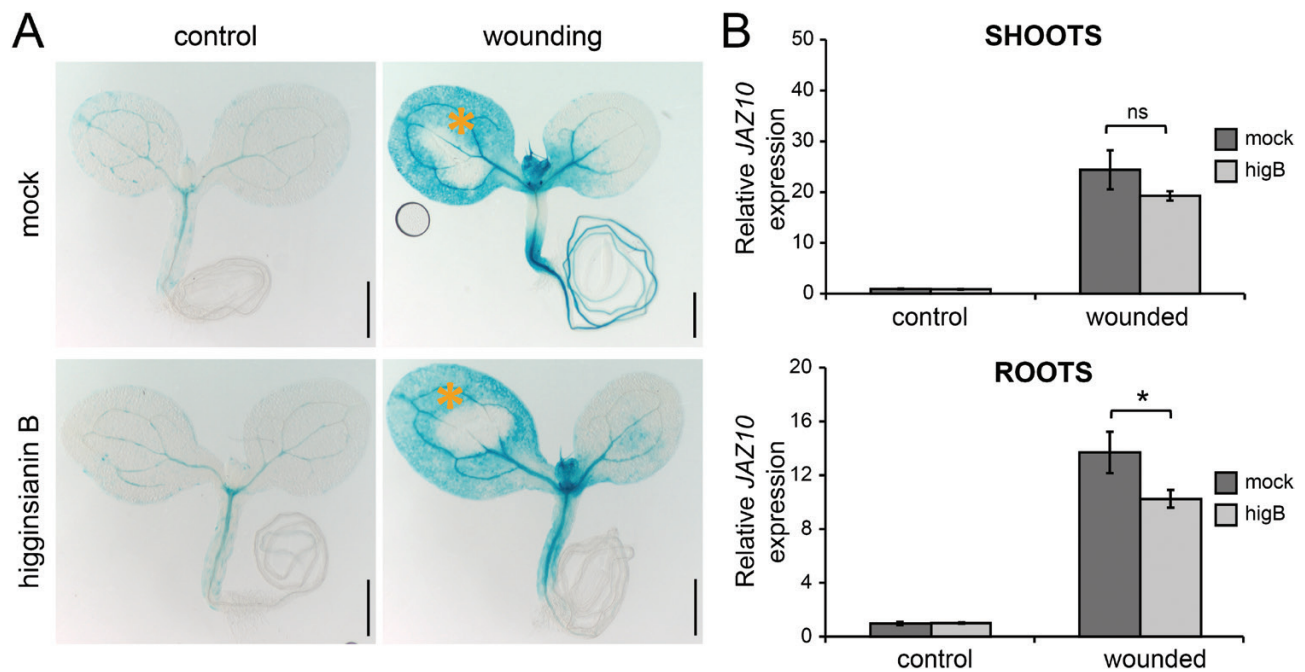 A
control
wounding
mock
higginsianin B
*
*
B
SHOOTS
Relative JAZ10
expression
50
40
30
20
10
0
ns
mock
higB
control
wounded
ROOTS
Relative JAZ10
expression
20
16
12
8
4
0
*
mock
higB
control
wounded